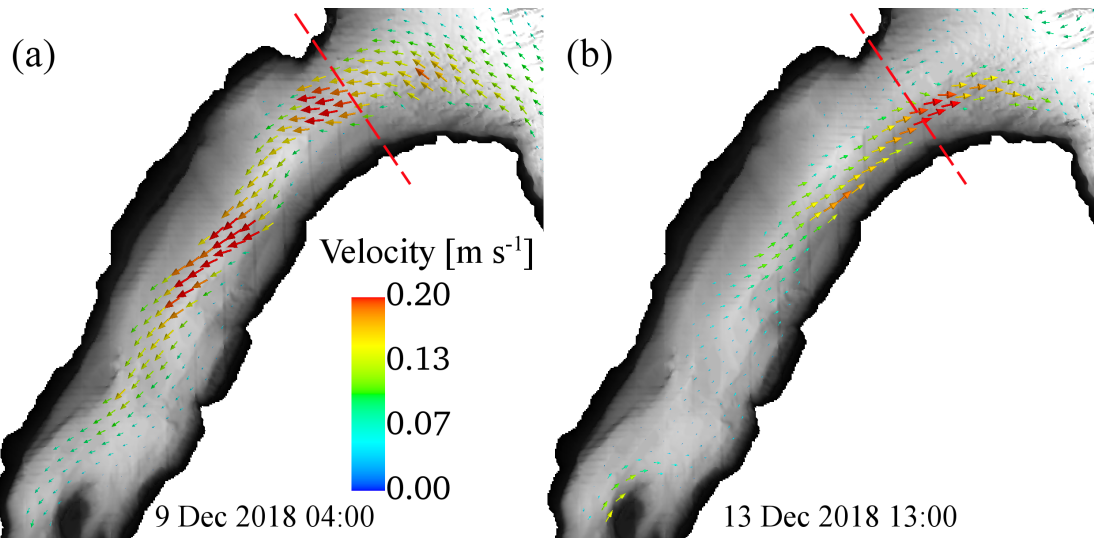 (a)
(b)
Velocity [m s-1]
0.20
0.13
0.07
0.00
9 Dec 2018 04:00
13 Dec 2018 13:00